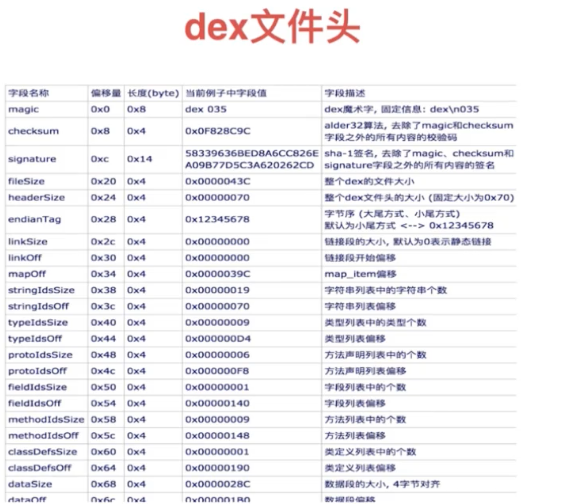 dex文件头
字段名称 偏移量 长度(byte) 当前例子中字段值 字段描述
magic 0x0 0x8 dex 035 dex魔术字, 固定信息: dex\n035
checksum 0x8 0x4 0x0F828C9C alder32算法, 去除了magic和checksum
字段之外的所有内容的校验码
signature 0xc 0x14 58339636BED8A6CC826E
A09B77D5C3A620262CD sha-1签名, 去除了magic、checksum和
signature字段之外的所有内容的签名
fileSize 0x20 0x4 0x0000043C 整个dex的文件大小
headerSize 0x24 0x4 0x00000070 整个dex文件头的大小 (固定大小为0x70)
endianTag 0x28 0x4 0x12345678 字节序 (大尾方式、小尾方式)
默认为小尾方式 <--> 0x12345678
linkSize 0x2c 0x4 0x00000000 链接段的大小, 默认为0表示静态链接
linkOff 0x30 0x4 0x00000000 链接段开始偏移
mapOff 0x34 0x4 0x0000039C map_item偏移
stringIdsSize 0x38 0x4 0x00000019 字符串列表中的字符串个数
stringIdsOff 0x3c 0x4 0x00000070 字符串列表偏移
typeIdsSize 0x40 0x4 0x00000009 类型列表中的类型个数
typeIdsOff 0x44 0x4 0x000000D4 类型列表偏移
protoIdsSize 0x48 0x4 0x00000006 方法声明列表中的个数
protoIdsOff 0x4c 0x4 0x000000F8 方法声明列表偏移
fieldIdsSize 0x50 0x4 0x00000001 字段列表中的个数
fieldIdsOff 0x54 0x4 0x00000140 字段列表偏移
methodIdsSize 0x58 0x4 0x00000009 方法列表中的个数
methodIdsOff 0x5c 0x4 0x00000148 方法列表偏移
classDefsSize 0x60 0x4 0x00000001 类定义列表中的个数
classDefsOff 0x64 0x4 0x00000190 类定义列表偏移
dataSize 0x68 0x4 0x0000028C 数据段的大小, 4字节对齐
dataOff 0x6c 0x4 0x000001B0 数据段偏移